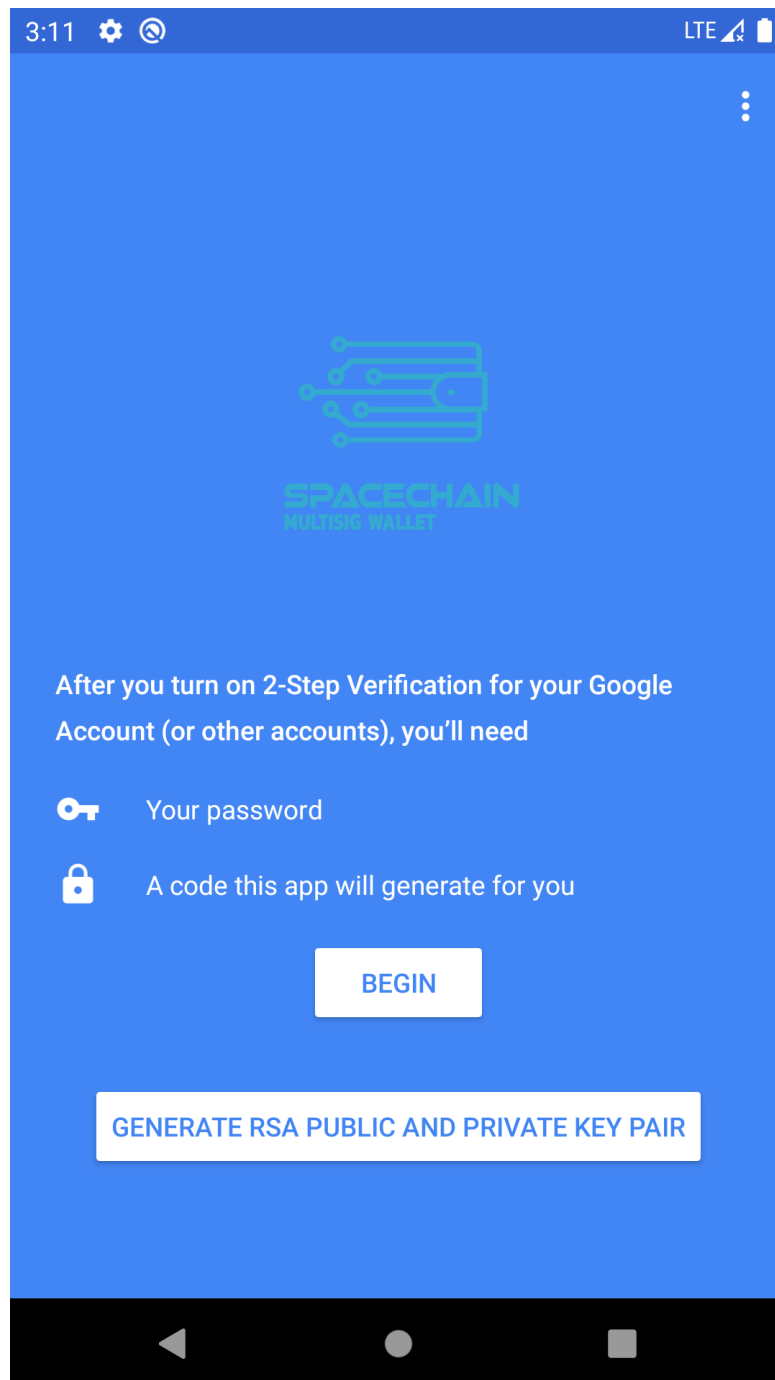 3:11 LTE
SPACECHAIN
MULTISIG WALLET
After you turn on 2-Step Verification for your Google
Account (or other accounts), you’ll need
Your password
A code this app will generate for you
BEGIN
GENERATE RSA PUBLIC AND PRIVATE KEY PAIR